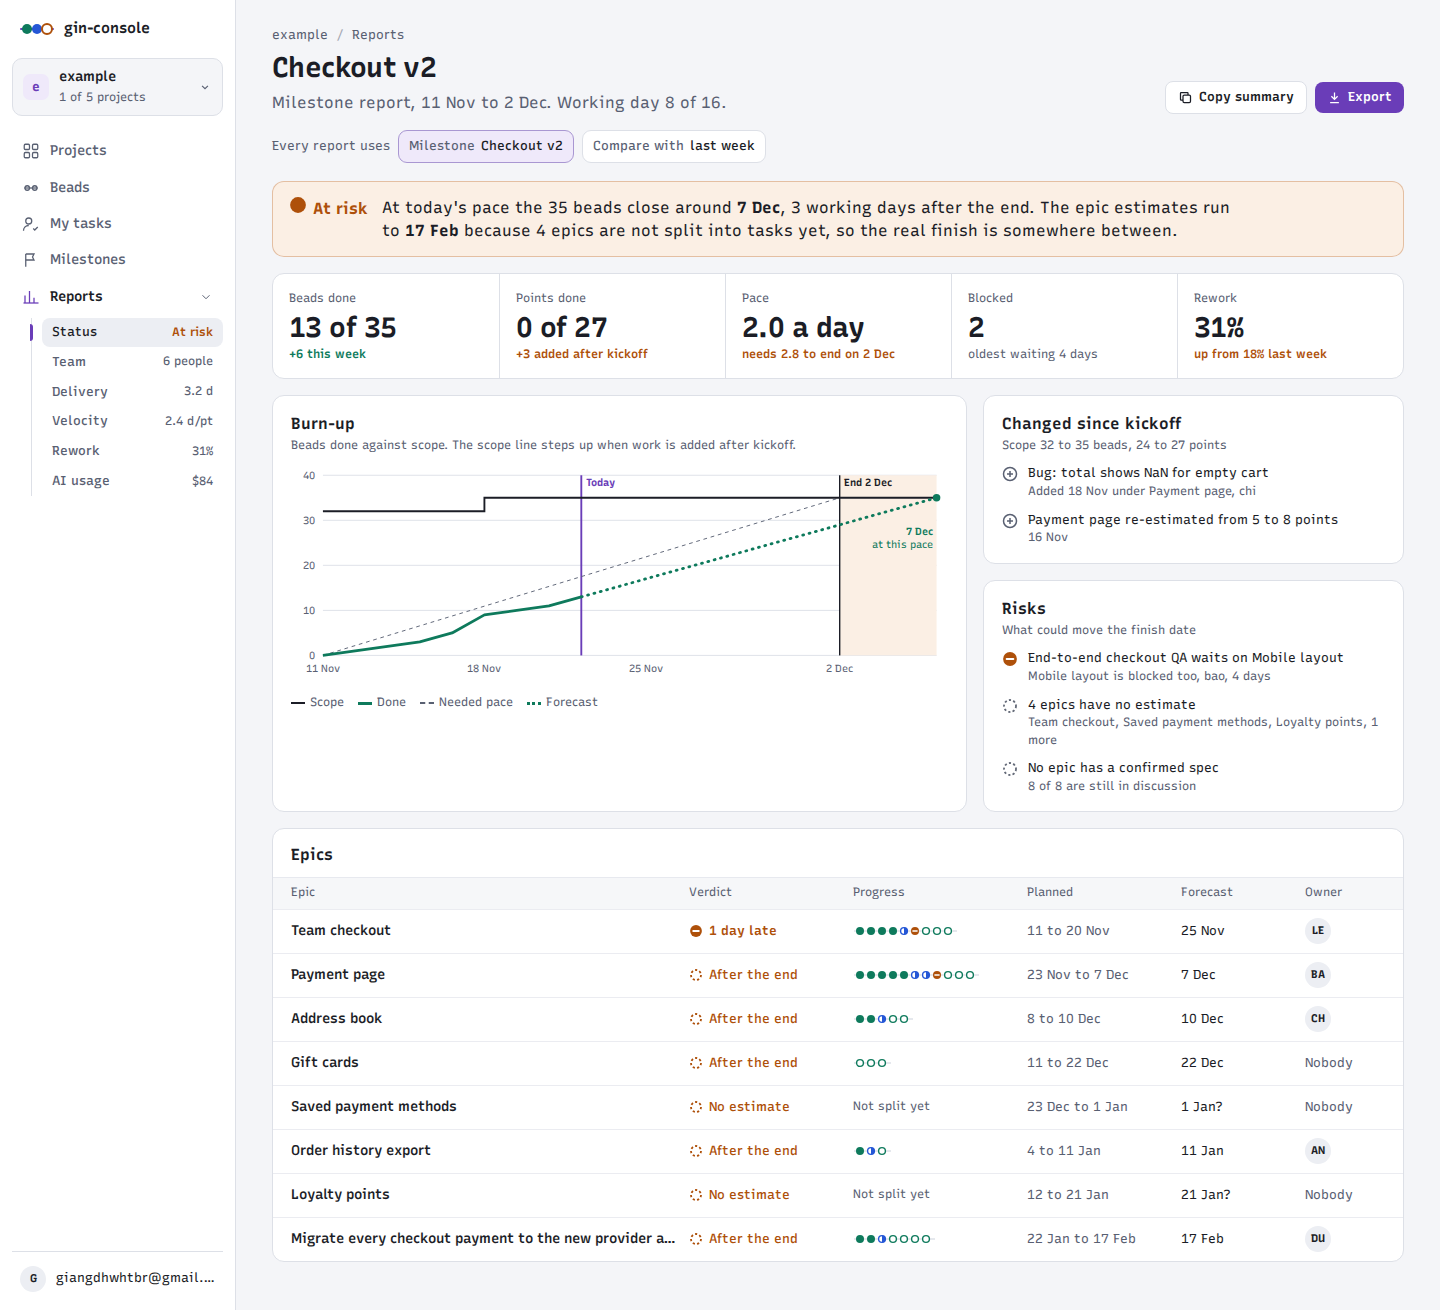 gin-console
e
example
1 of 5 projects
Projects
Beads
My tasks
Milestones
Reports
Status At risk
Team 6 people
Delivery 3.2 d
Velocity 2.4 d/pt
Rework 31%
AI usage $84
G giangdhwhtbr@gmail....
example / Reports
Checkout v2
Milestone report, 11 Nov to 2 Dec. Working day 8 of 16.
Copy summary
Export
Every report uses Milestone Checkout v2 Compare with last week
At risk
At today's pace the 35 beads close around 7 Dec, 3 working days after the end. The epic estimates run
to 17 Feb because 4 epics are not split into tasks yet, so the real finish is somewhere between.
Beads done
13 of 35
+6 this week
Points done
0 of 27
+3 added after kickoff
Pace
2.0 a day
needs 2.8 to end on 2 Dec
Blocked
2
oldest waiting 4 days
Rework
31%
up from 18% last week
Burn-up
Beads done against scope. The scope line steps up when work is added after kickoff.
40
30
20
10
0
Today
End 2 Dec
7 Dec
at this pace
11 Nov 18 Nov 25 Nov 2 Dec
Scope Done Needed pace Forecast
Changed since kickoff
Scope 32 to 35 beads, 24 to 27 points
Bug: total shows NaN for empty cart
Added 18 Nov under Payment page, chi
Payment page re-estimated from 5 to 8 points
16 Nov
Risks
What could move the finish date
End-to-end checkout QA waits on Mobile layout
Mobile layout is blocked too, bao, 4 days
4 epics have no estimate
Team checkout, Saved payment methods, Loyalty points, 1
more
No epic has a confirmed spec
8 of 8 are still in discussion
Epics
Epic Verdict Progress Planned Forecast Owner
Team checkout 1 day late 11 to 20 Nov 25 Nov LE
Payment page After the end 23 Nov to 7 Dec 7 Dec BA
Address book After the end 8 to 10 Dec 10 Dec CH
Gift cards After the end 11 to 22 Dec 22 Dec Nobody
Saved payment methods No estimate Not split yet 23 Dec to 1 Jan 1 Jan? Nobody
Order history export After the end 4 to 11 Jan 11 Jan AN
Loyalty points No estimate Not split yet 12 to 21 Jan 21 Jan? Nobody
Migrate every checkout payment to the new provider a... After the end 22 Jan to 17 Feb 17 Feb DU